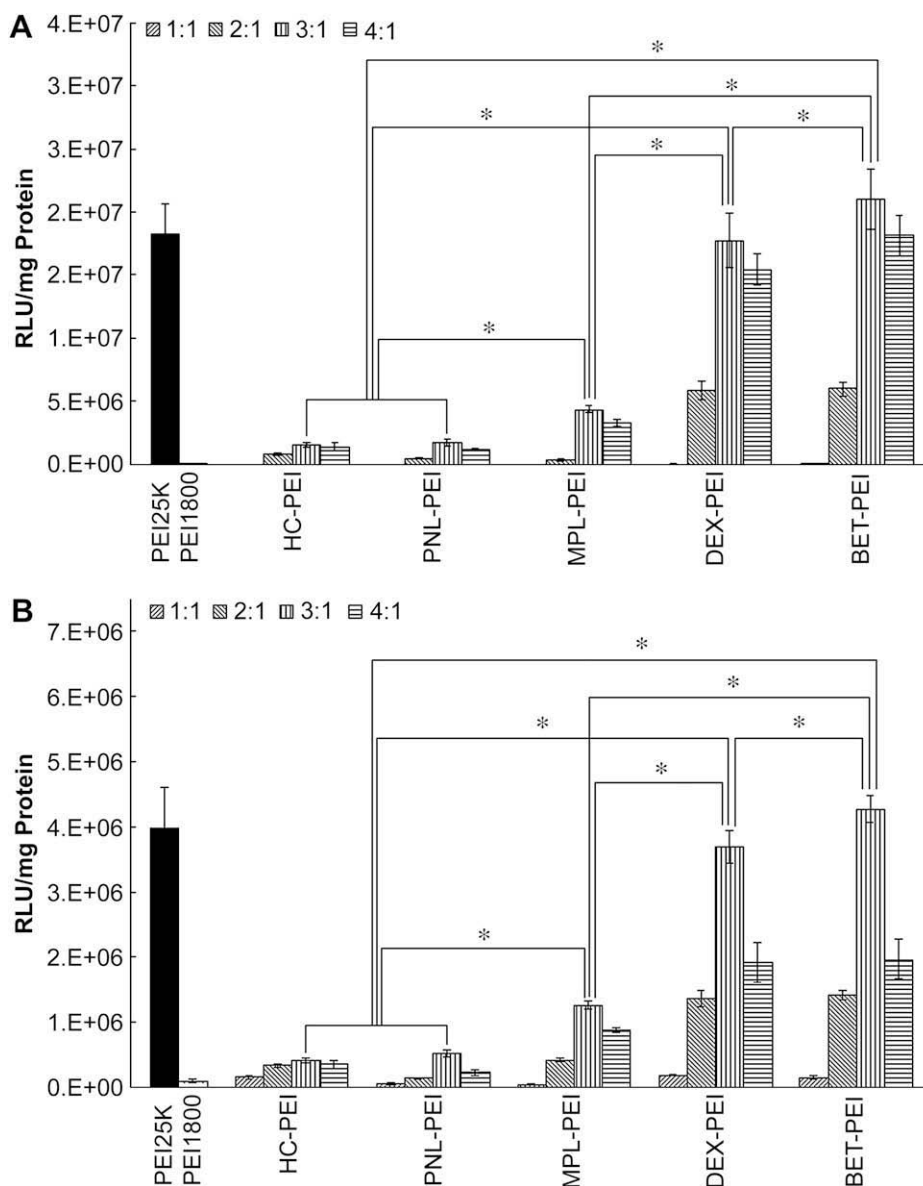 A
1:1 2:1 3:1 4:1
4.E+07
3.E+07
3.E+07
2.E+07
2.E+07
1.E+07
5.E+06
0.E+00
RLU/mg Protein
* * * * * *
PEI25K
PEI1800
HC-PEI
PNL-PEI
MPL-PEI
DEX-PEI
BET-PEI
B
1:1 2:1 3:1 4:1
7.E+06
6.E+06
5.E+06
4.E+06
2.E+06
1.E+06
0.E+00
RLU/mg Protein
* * * * * *
PEI25K
PEI1800
HC-PEI
PNL-PEI
MPL-PEI
DEX-PEI
BET-PEI